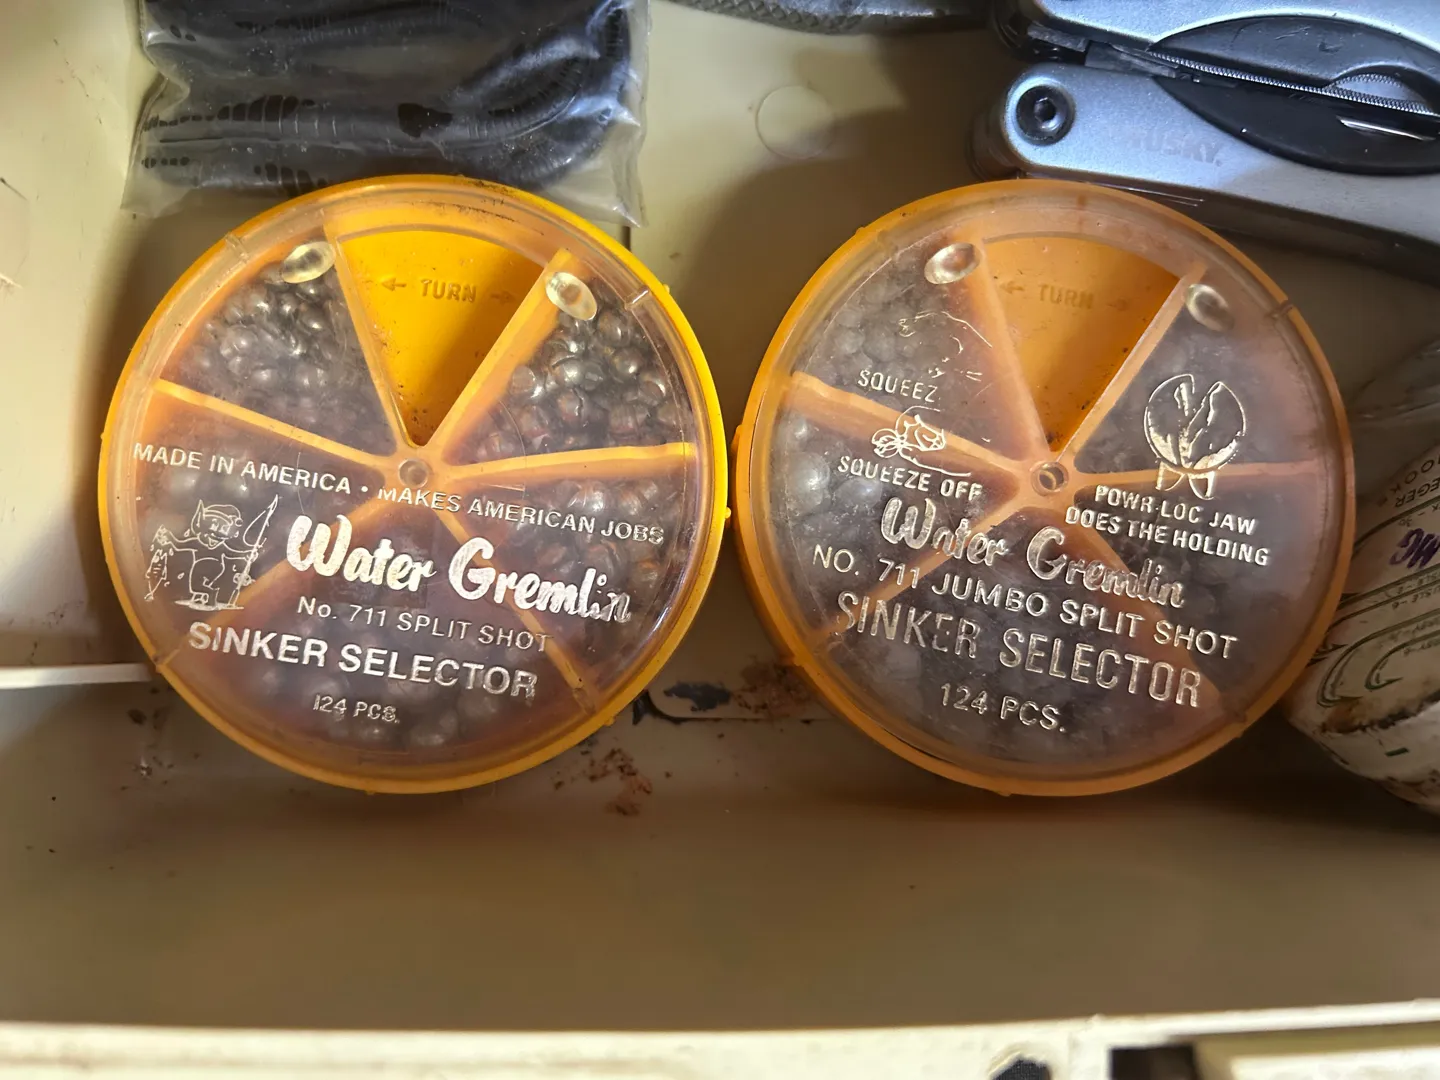 HUSKY
← TURN →
MADE IN AMERICA • MAKES AMERICAN JOBS
Water Gremlin
No. 711 SPLIT SHOT
SINKER SELECTOR
124 PCS.
← TURN →
SQUEEZ
SQUEEZE OFF
POWR-LOC JAW
DOES THE HOLDING
Water Gremlin
NO. 711 JUMBO SPLIT SHOT
SINKER SELECTOR
124 PCS.